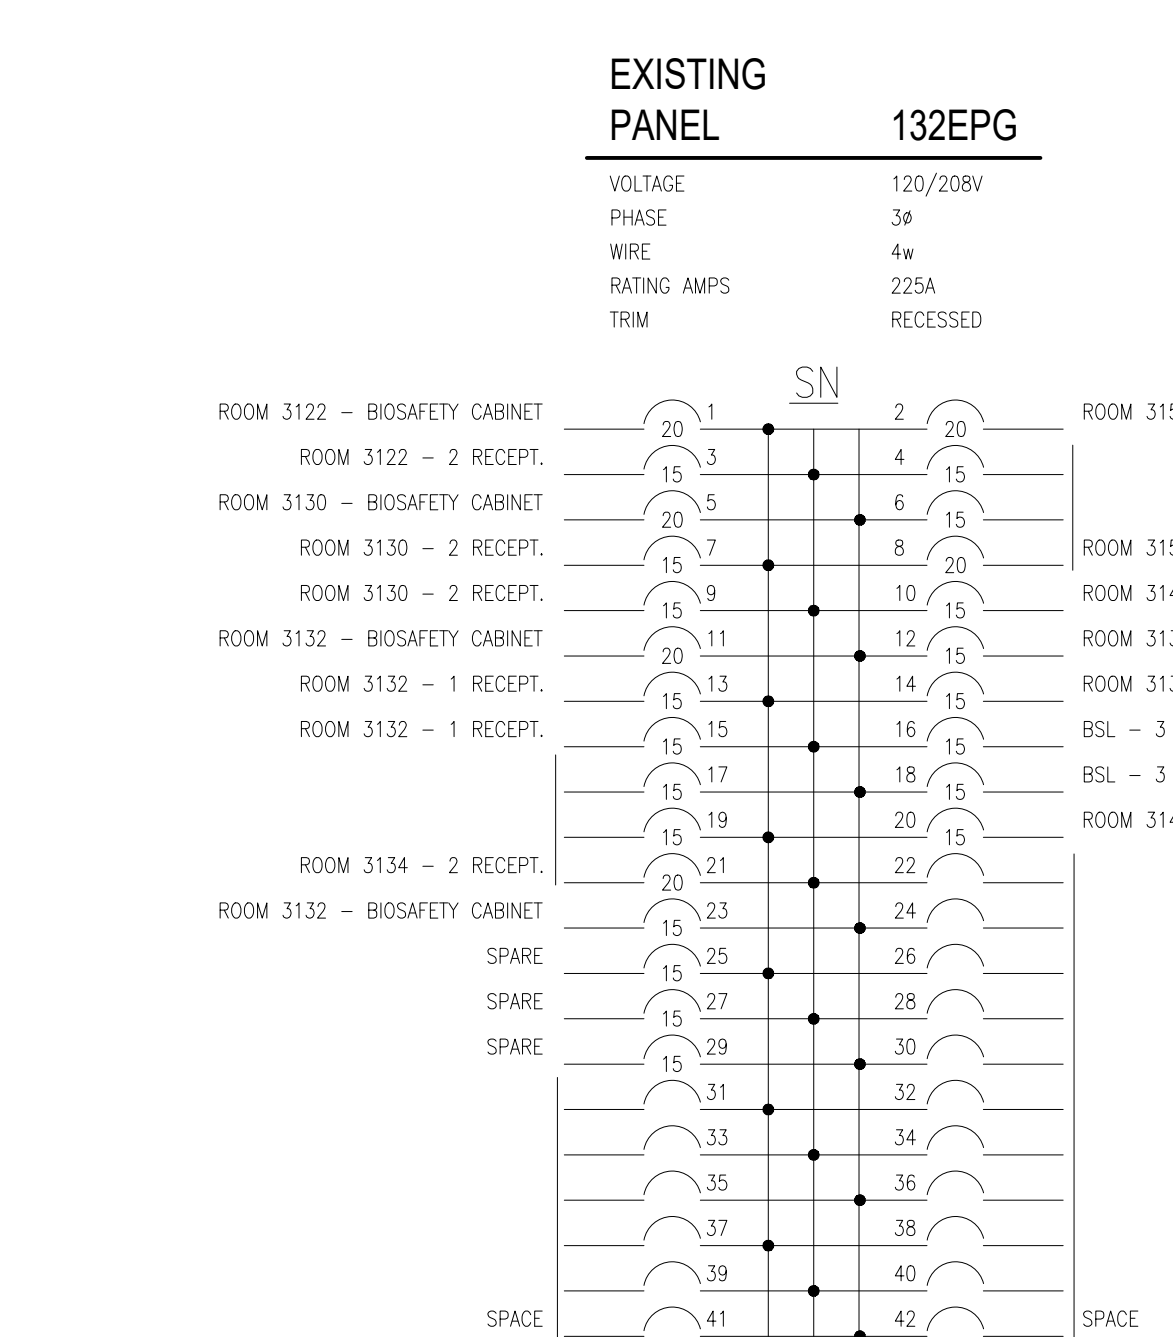 EXISTING
PANEL 132EPG
VOLTAGE 120/208V
PHASE 3ø
WIRE 4w
RATING AMPS 225A
TRIM RECESSED
SN
ROOM 3122 – BIOSAFETY CABINET 20 1 2 20 ROOM
ROOM 3122 – 2 RECEPT. 15 3 4 15
ROOM 3130 – BIOSAFETY CABINET 20 5 6 15
ROOM 3130 – 2 RECEPT. 15 7 8 20 ROOM
ROOM 3130 – 2 RECEPT. 15 9 10 15 ROOM
ROOM 3132 – BIOSAFETY CABINET 20 11 12 15 ROOM
ROOM 3132 – 1 RECEPT. 15 13 14 15 ROOM
ROOM 3132 – 1 RECEPT. 15 15 16 15 BSL – 3
15 17 18 15 BSL – 3
15 19 20 15 ROOM
ROOM 3134 – 2 RECEPT. 20 21 22
ROOM 3132 – BIOSAFETY CABINET 15 23 24
SPARE 15 25 26
SPARE 15 27 28
SPARE 15 29 30
31 32
33 34
35 36
37 38
39 40
SPACE 41 42 SPACE